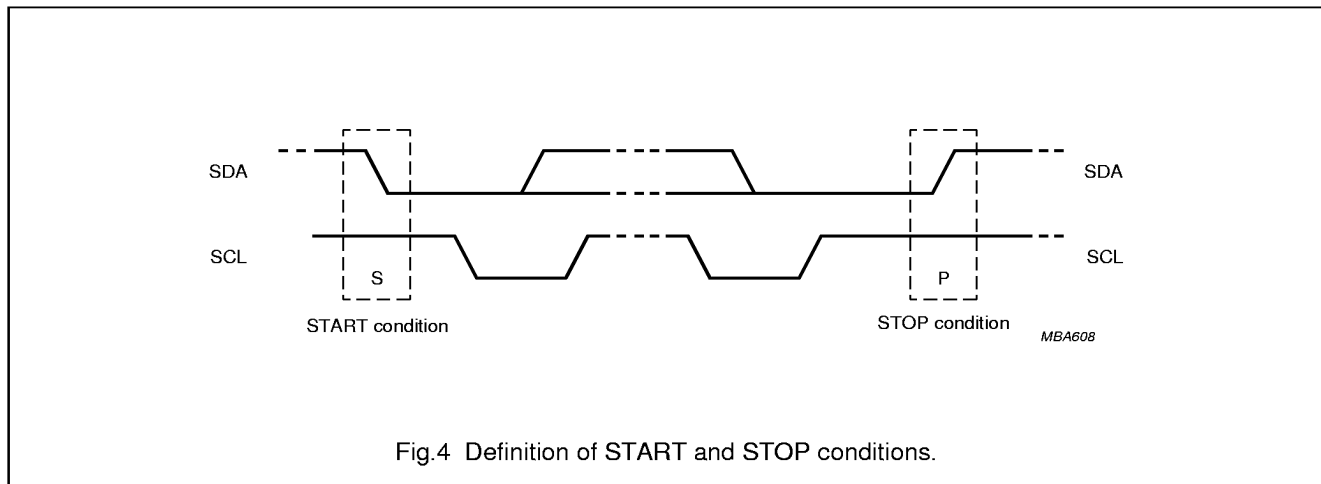 SDA
SDA
SCL
SCL
S
P
START condition
STOP condition
MBA608
Fig.4 Definition of START and STOP conditions.